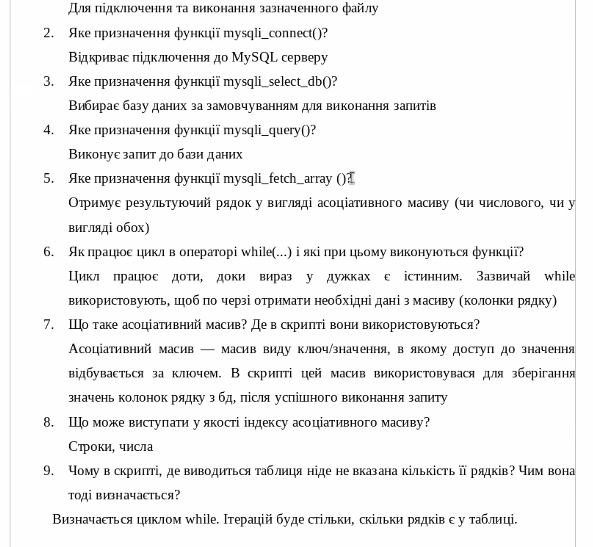 Для підключення та виконання зазначеного файлу
2. Яке призначення функції mysqli_connect()?
Відкриває підключення до MySQL серверу
3. Яке призначення функції mysqli_select_db()?
Вибирає базу даних за замовчуванням для виконання запитів
4. Яке призначення функції mysqli_query()?
Виконує запит до бази даних
5. Яке призначення функції mysqli_fetch_array ()?
Отримує результуючий рядок у вигляді асоціативного масиву (чи числового, чи у
вигляді обох)
6. Як працює цикл в операторі while(...) і які при цьому виконуються функції?
Цикл працює доти, доки вираз у дужках є істинним. Зазвичай while
використовують, щоб по черзі отримати необхідні дані з масиву (колонки рядку)
7. Що таке асоціативний масив? Де в скрипті вони використовуються?
Асоціативний масив — масив виду ключ/значення, в якому доступ до значення
відбувається за ключем. В скрипті цей масив використовувася для зберігання
значень колонок рядку з бд, після успішного виконання запиту
8. Що може виступати у якості індексу асоціативного масиву?
Строки, числа
9. Чому в скрипті, де виводиться таблиця ніде не вказана кількість її рядків? Чим вона
тоді визначається?
Визначається циклом while. Ітерацій буде стільки, скільки рядків є у таблиці.